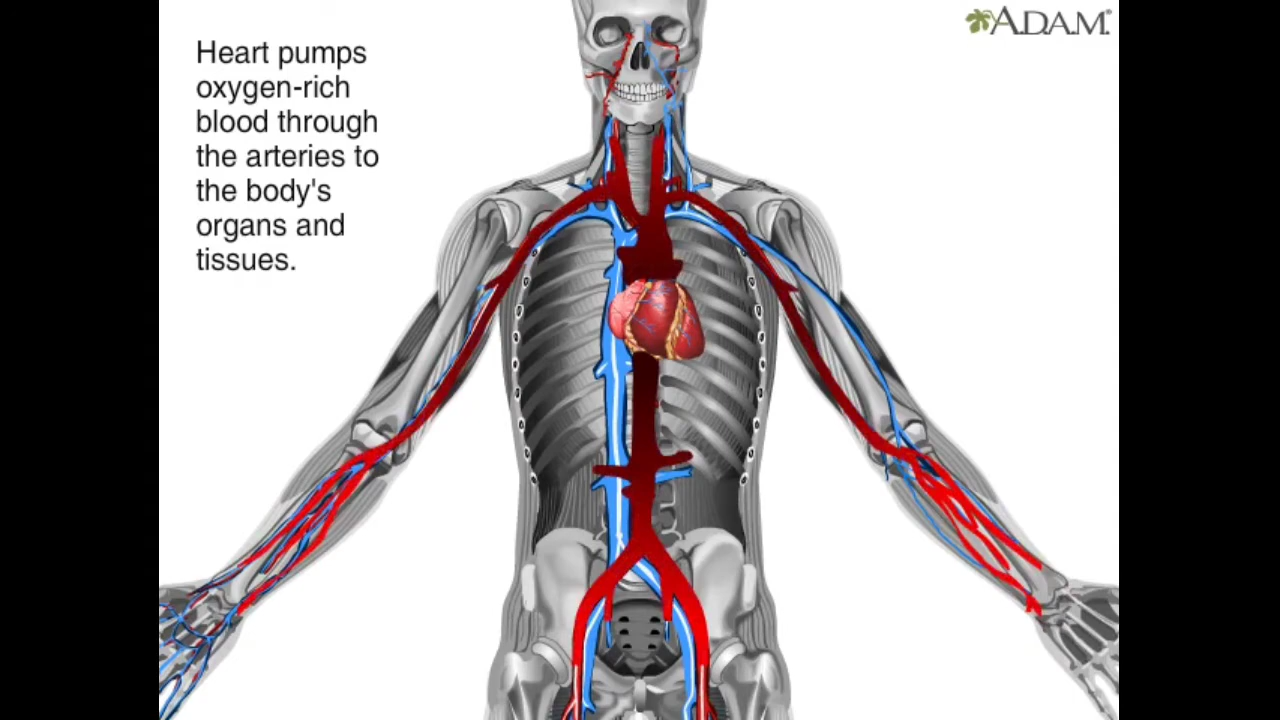 Heart pumps
oxygen-rich
blood through
the arteries to
the body's
organs and
tissues.
A.D.A.M.®